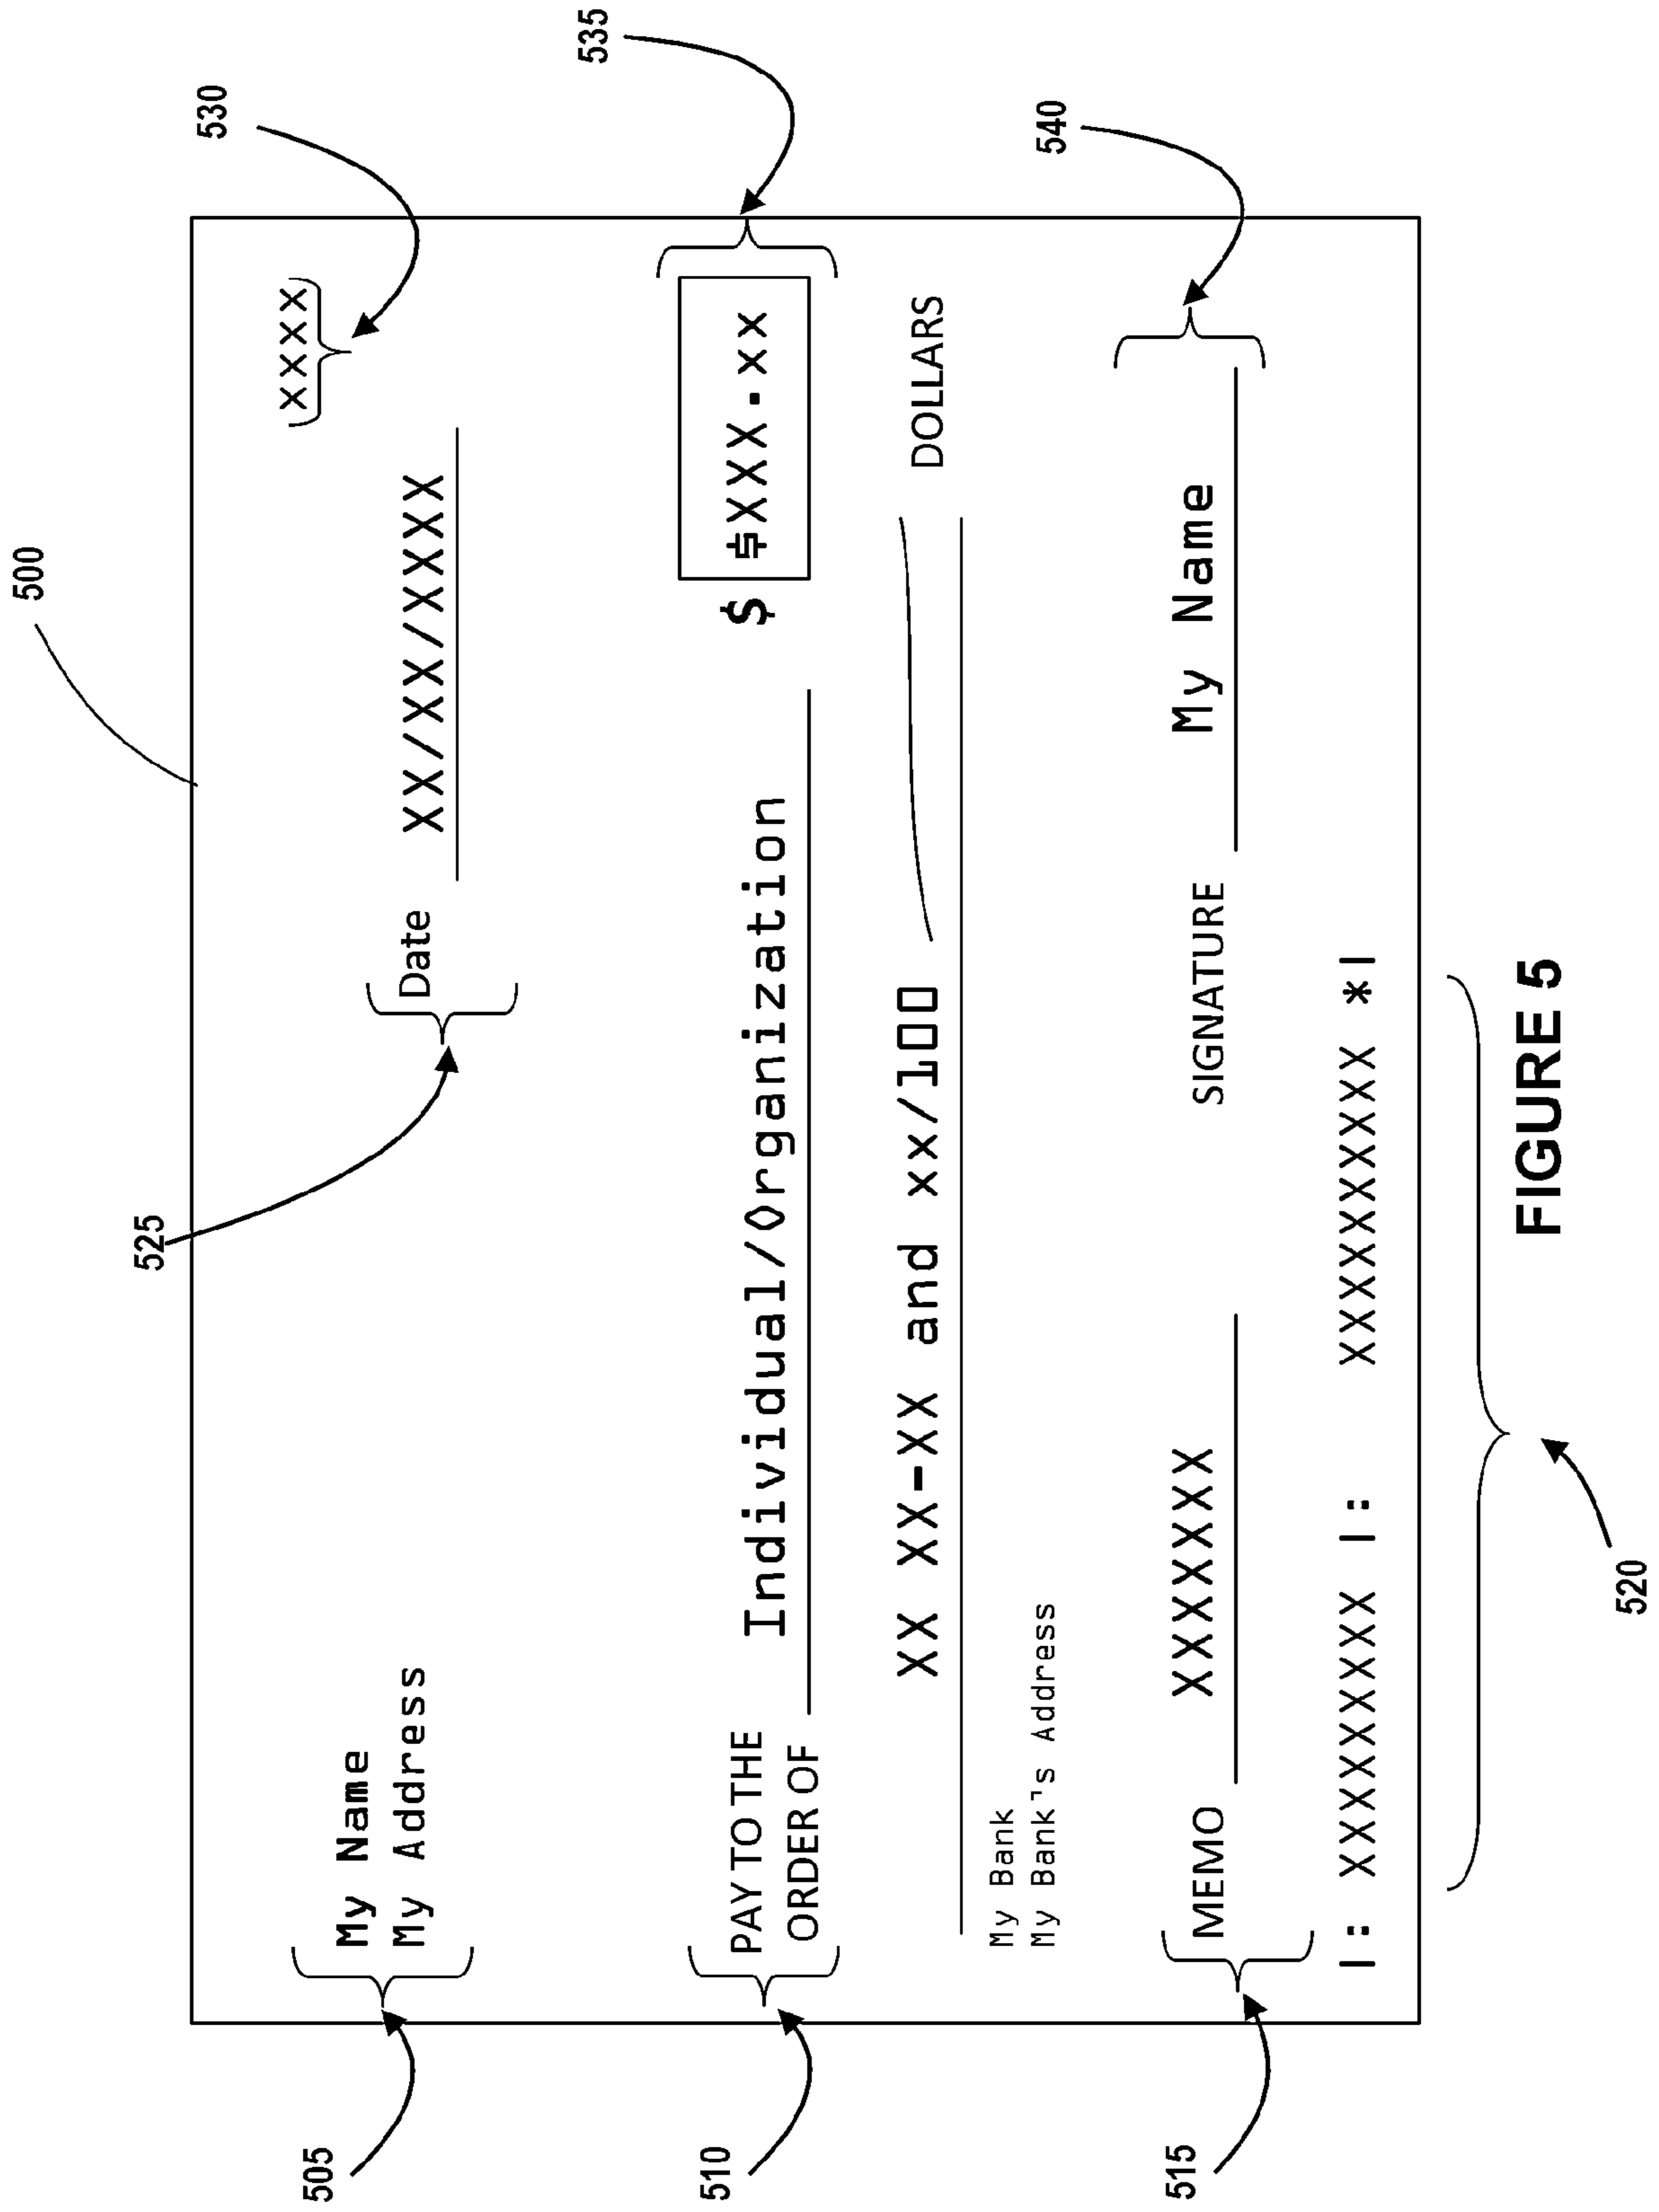 500
530
535
xxxx
525
My Name
My Address
Date XX/XX/XXXX
505
PAY TO THE
ORDER OF Individual/Organization $ $XXX.xx
510
XX XX-XX and xx/100 DOLLARS
540
My Bank
My Bank's Address
MEMO XXXXXXX SIGNATURE My Name
515
|: XXXXXXXXX |: XXXXXXXXXX *|
520
FIGURE 5